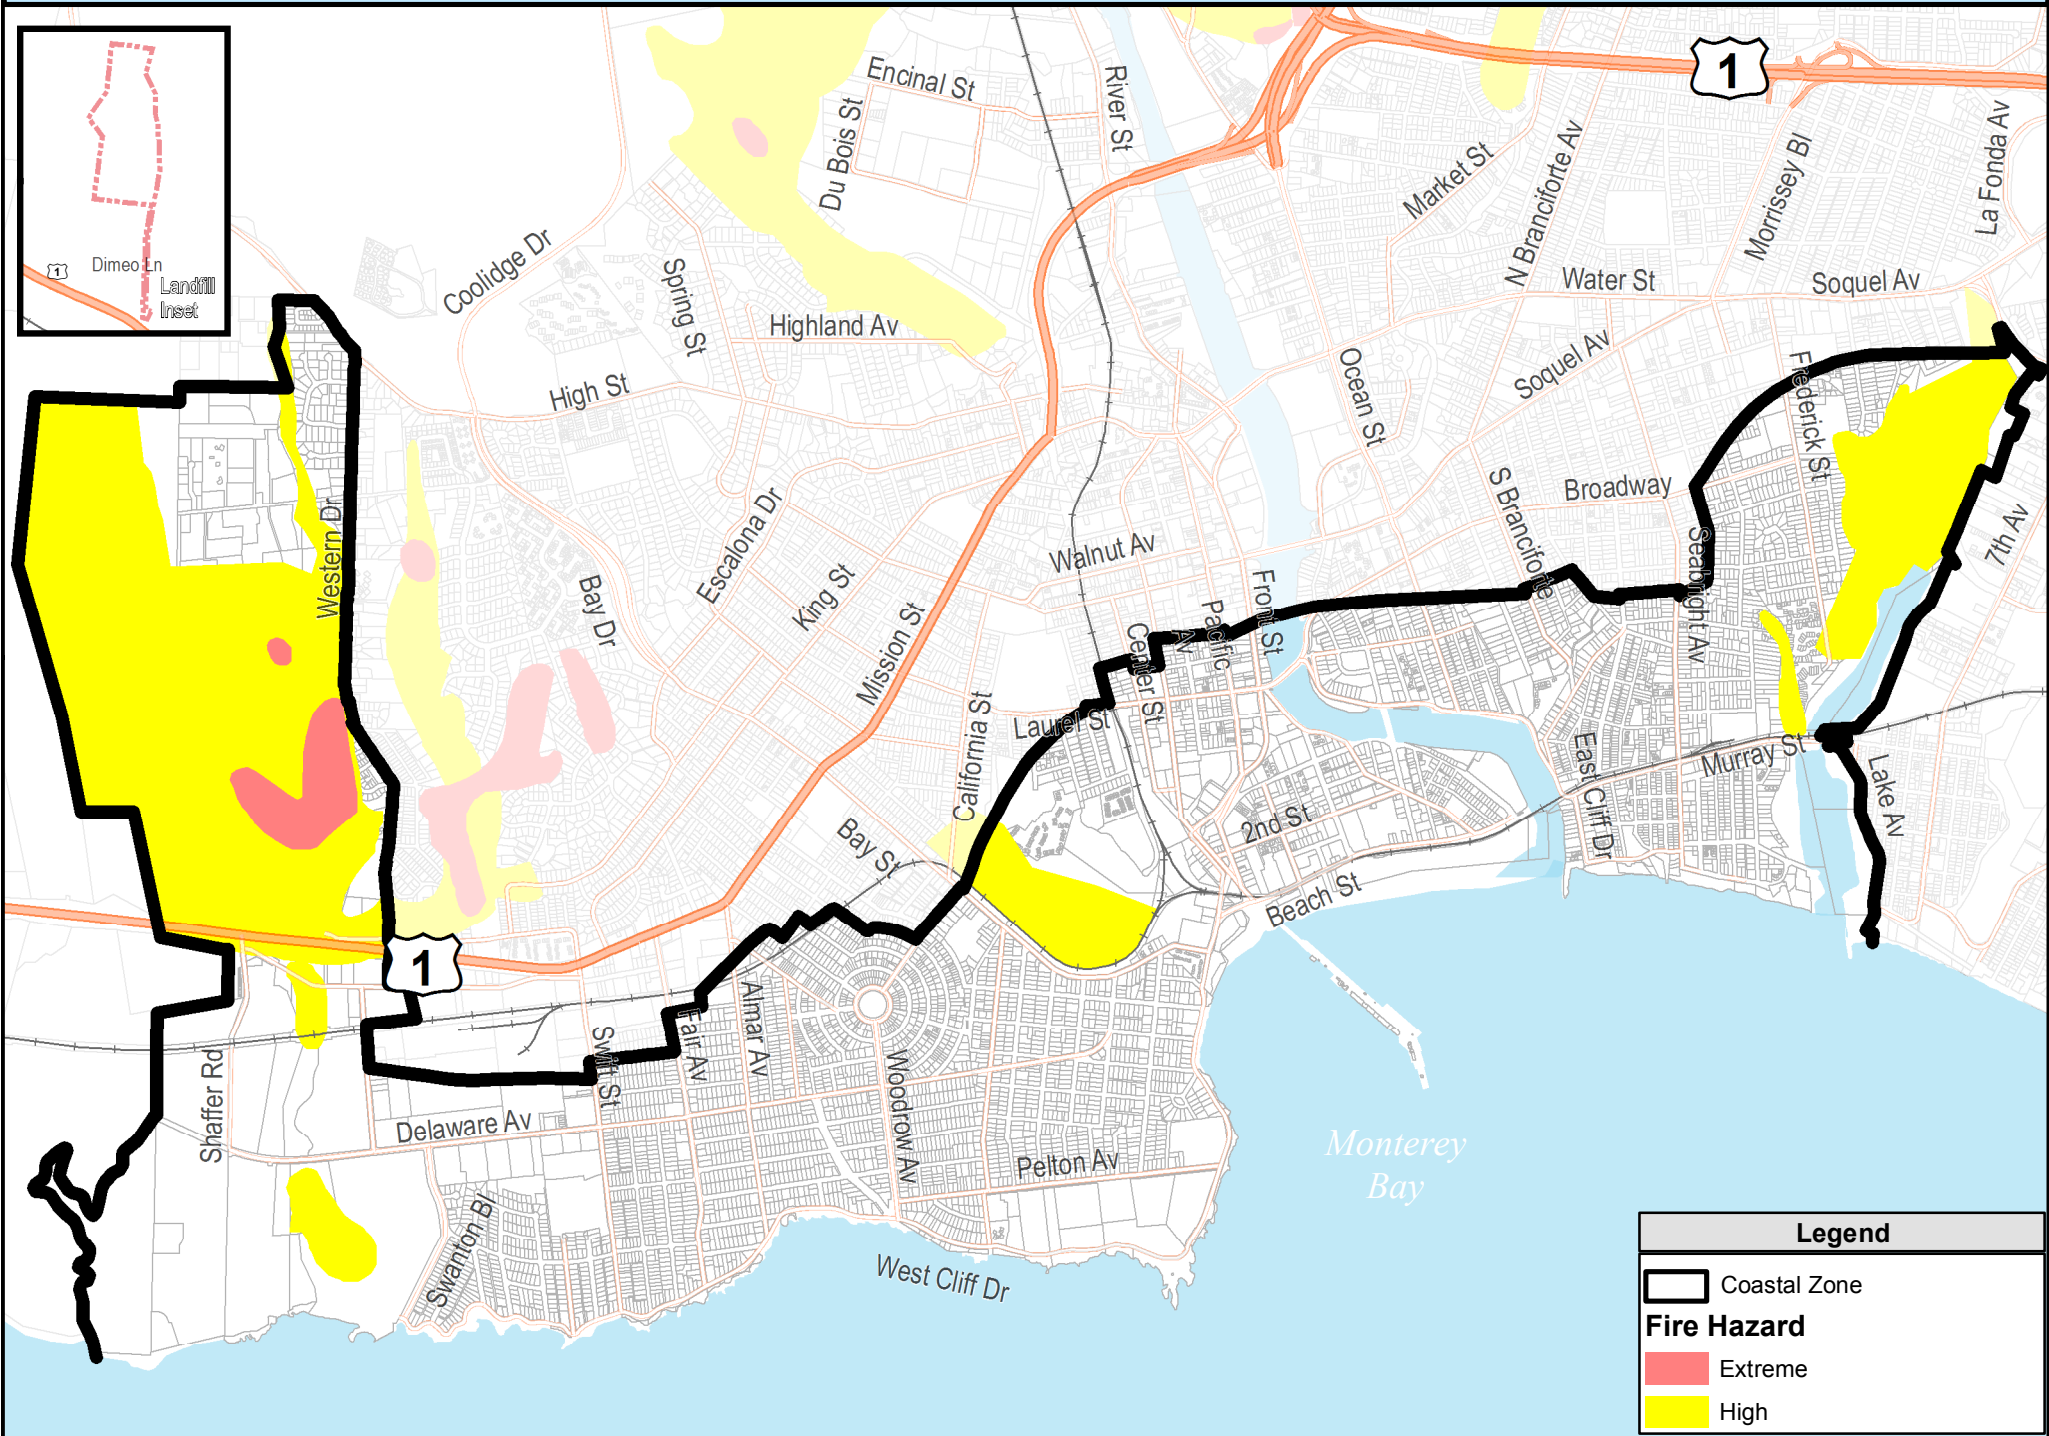 Encinal St
River St
1
Du Bois St
Market St
N Branciforte Av
Morrissey Bl
La Fonda Av
1
Dimeo Ln
Landfill
Inset
Coolidge Dr
Spring St
Highland Av
Water St
Soquel Av
High St
Ocean St
Soquel Av
Frederick St
Western Dr
Escalona Dr
Walnut Av
S Branciforte
Broadway
Seabright Av
7th Av
Bay Dr
King St
Mission St
Front St
Pacific
Av
Center St
Laurel St
California St
Bay St
2nd St
Beach St
East Cliff Dr
Murray St
Lake Av
1
Shaffer Rd
Swift St
Fair Av
Almar Av
Woodrow Av
Delaware Av
Pelton Av
Swanton Bl
West Cliff Dr
Monterey
Bay
Legend
Coastal Zone
Fire Hazard
Extreme
High